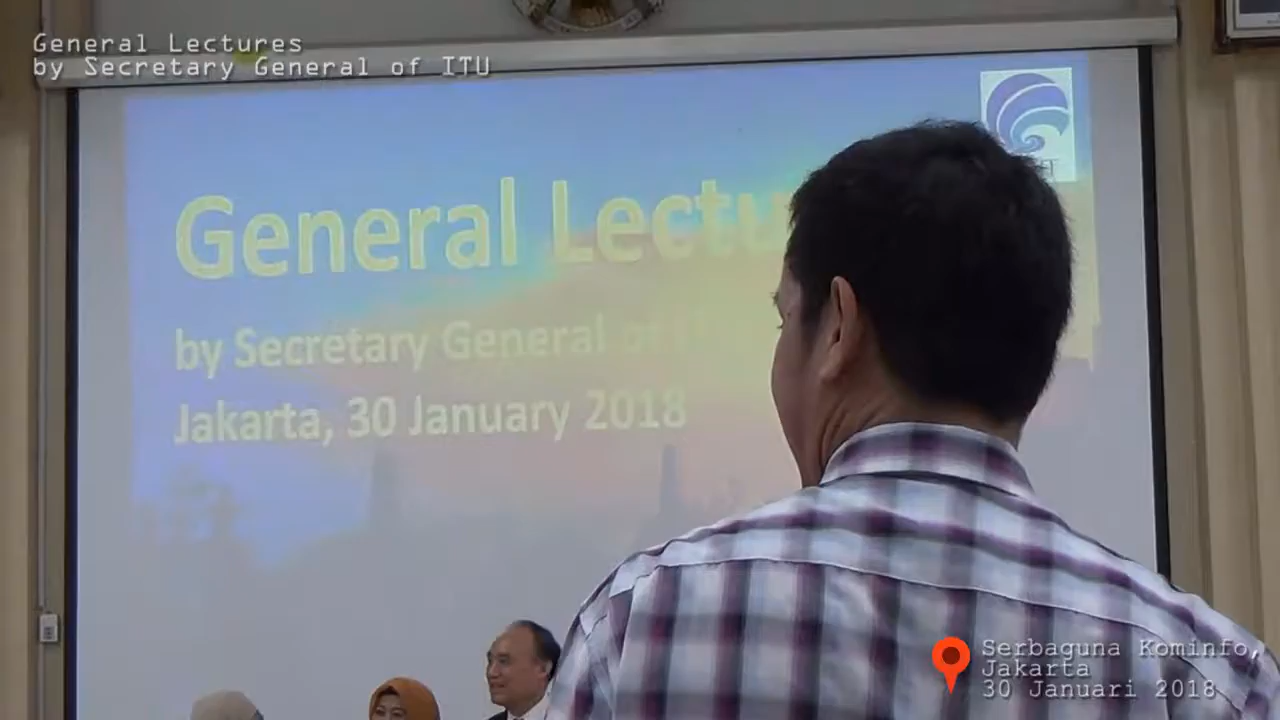 General Lectures
by Secretary General of ITU
General Lectu
by Secretary General of
Jakarta, 30 January 2018
Serbaguna Kominfo,
Jakarta
30 Januari 2018